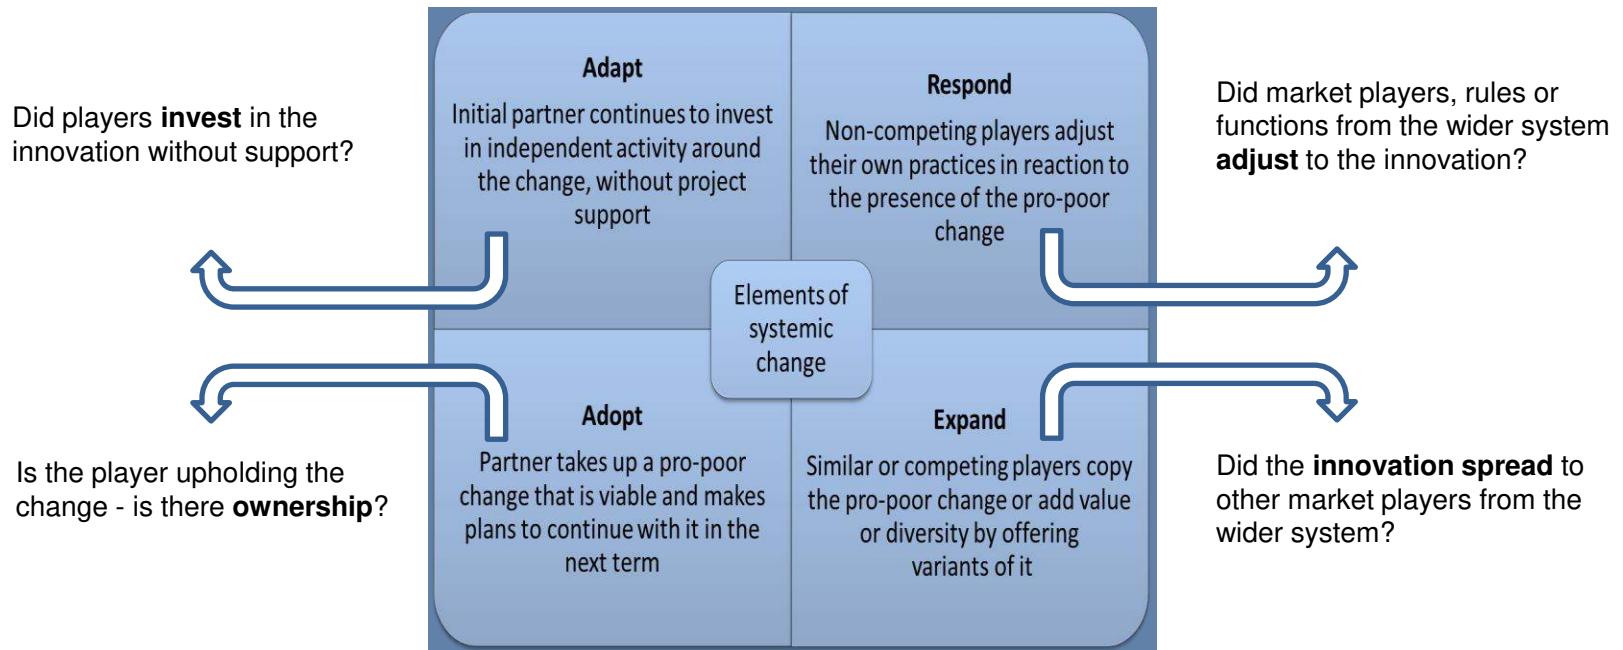 Did players invest in the
innovation without support?
Adapt
Initial partner continues to invest
in independent activity around
the change, without project
support
Respond
Non-competing players adjust
their own practices in reaction to
the presence of the pro-poor
change
Did market players, rules or
functions from the wider system
adjust to the innovation?
Elements of
systemic
change
Is the player upholding the
change - is there ownership?
Adopt
Partner takes up a pro-poor
change that is viable and makes
plans to continue with it in the
next term
Expand
Similar or competing players copy
the pro-poor change or add value
or diversity by offering
variants of it
Did the innovation spread to
other market players from the
wider system?